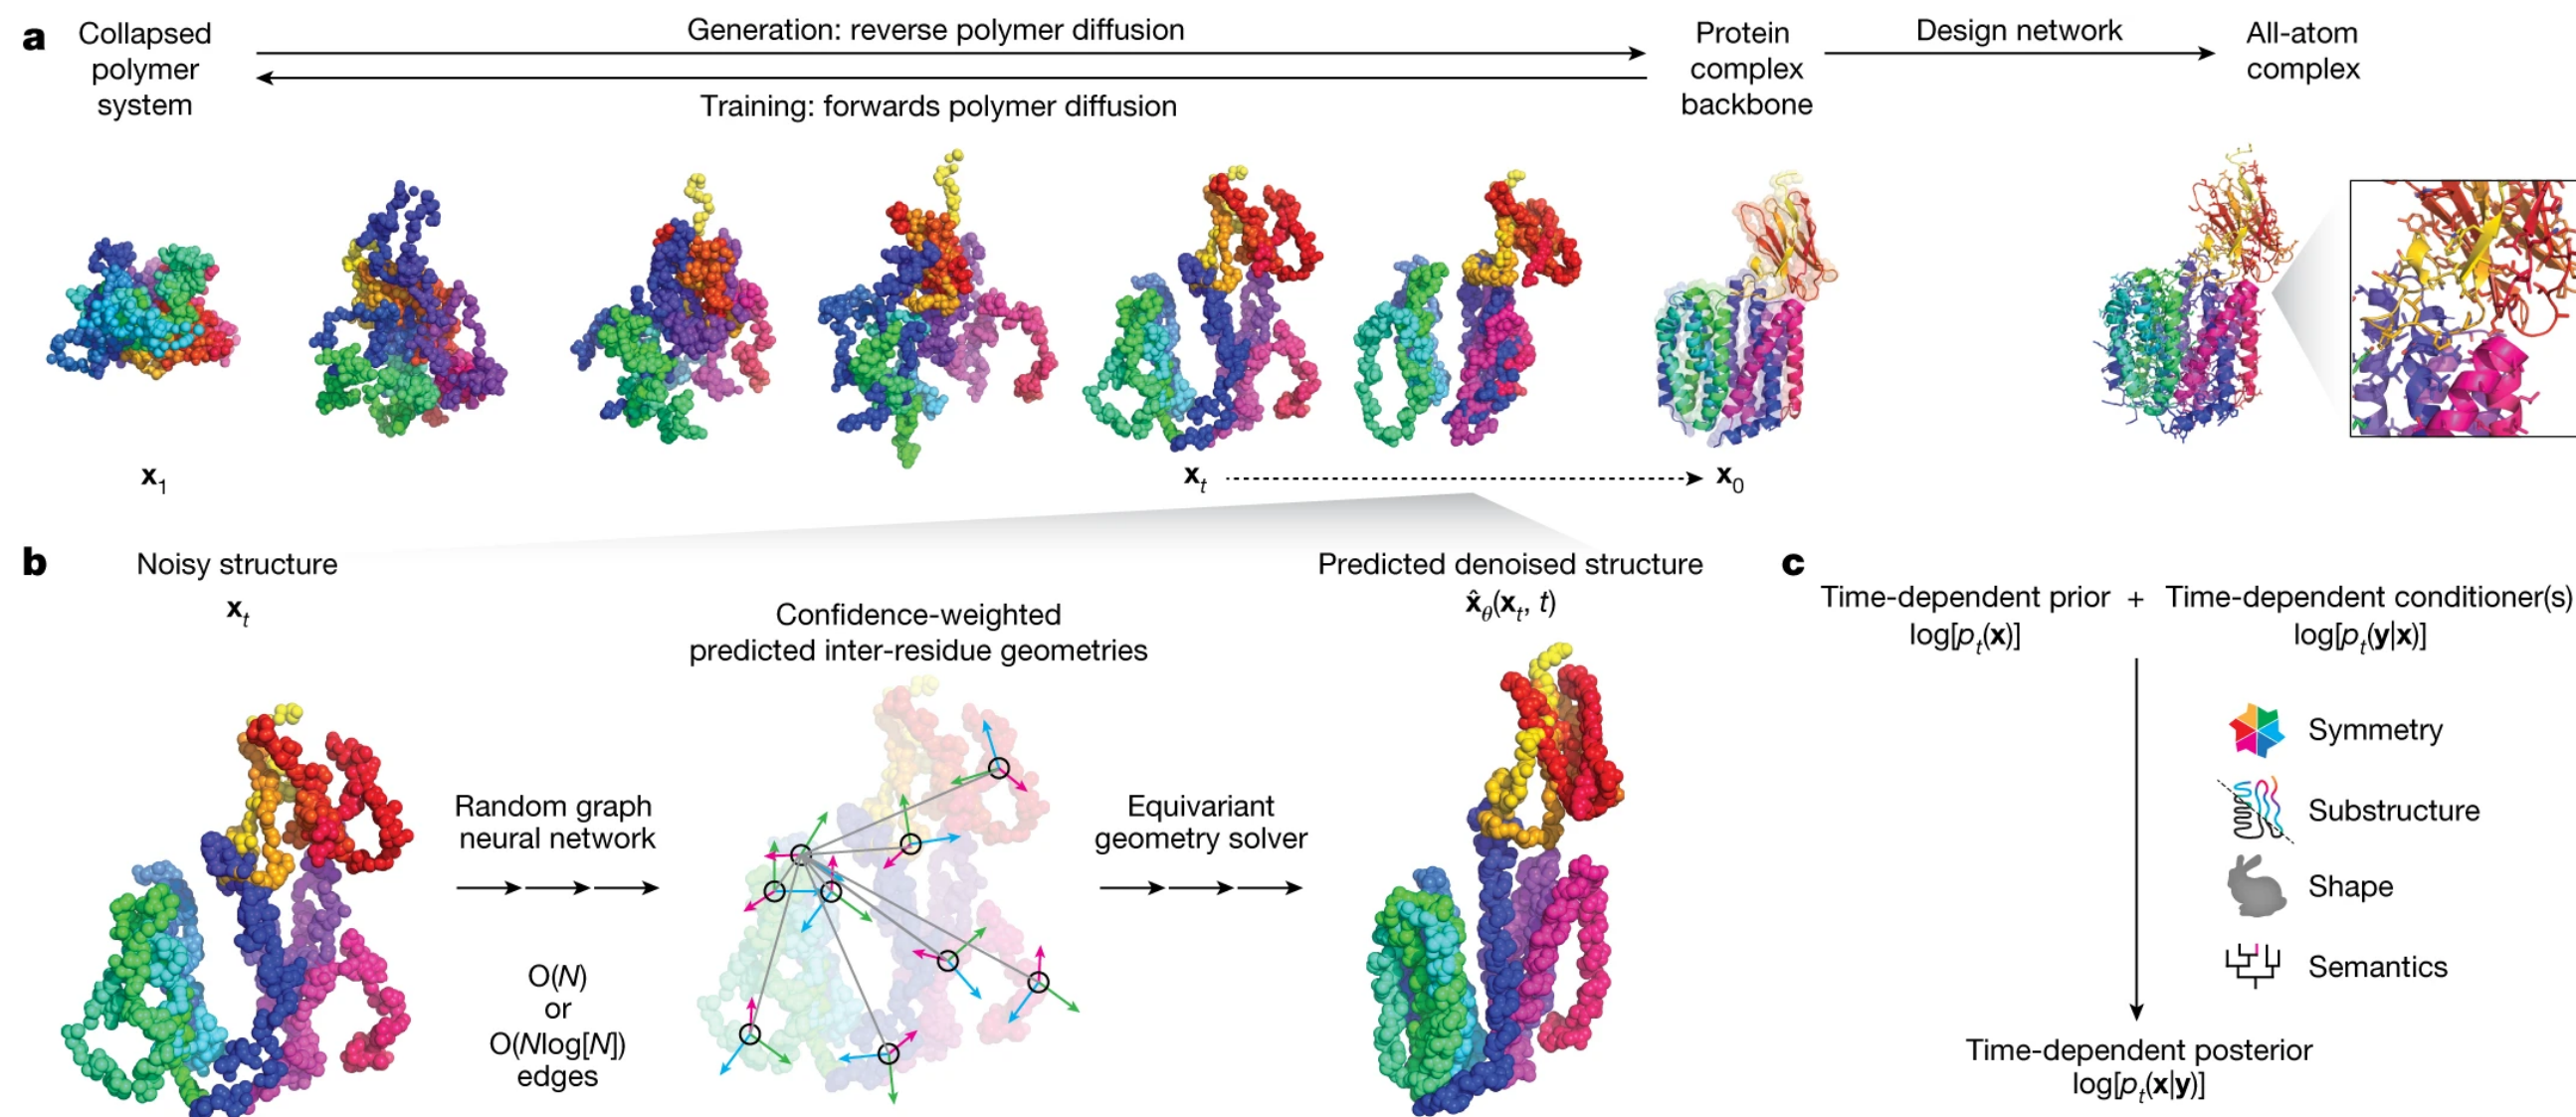 a
Collapsed
polymer
system
Generation: reverse polymer diffusion
Training: forwards polymer diffusion
Protein
complex
backbone
Design network
All-atom
complex
x₁
xₜ
x₀
b
Noisy structure
xₜ
Random graph
neural network
O(N)
or
O(Nlog[N])
edges
Confidence-weighted
predicted inter-residue geometries
Equivariant
geometry solver
Predicted denoised structure
x̂_θ(xₜ, t)
c
Time-dependent prior + Time-dependent conditioner(s)
log[pₜ(x)] log[pₜ(y|x)]
Symmetry
Substructure
Shape
Semantics
Time-dependent posterior
log[pₜ(x|y)]